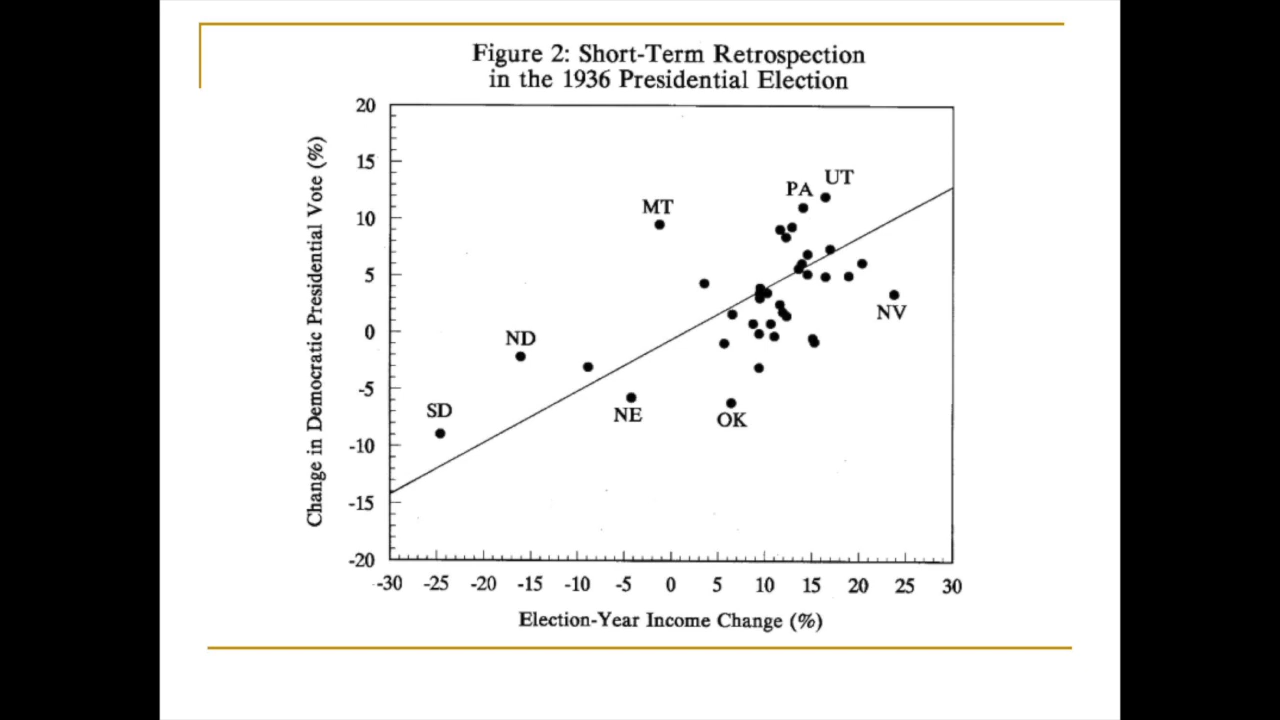 Figure 2: Short-Term Retrospection
in the 1936 Presidential Election
Change in Democratic Presidential Vote (%)
20
15
10
5
0
-5
-10
-15
-20
UT
PA
MT
NV
ND
SD
NE
OK
-30 -25 -20 -15 -10 -5 0 5 10 15 20 25 30
Election-Year Income Change (%)